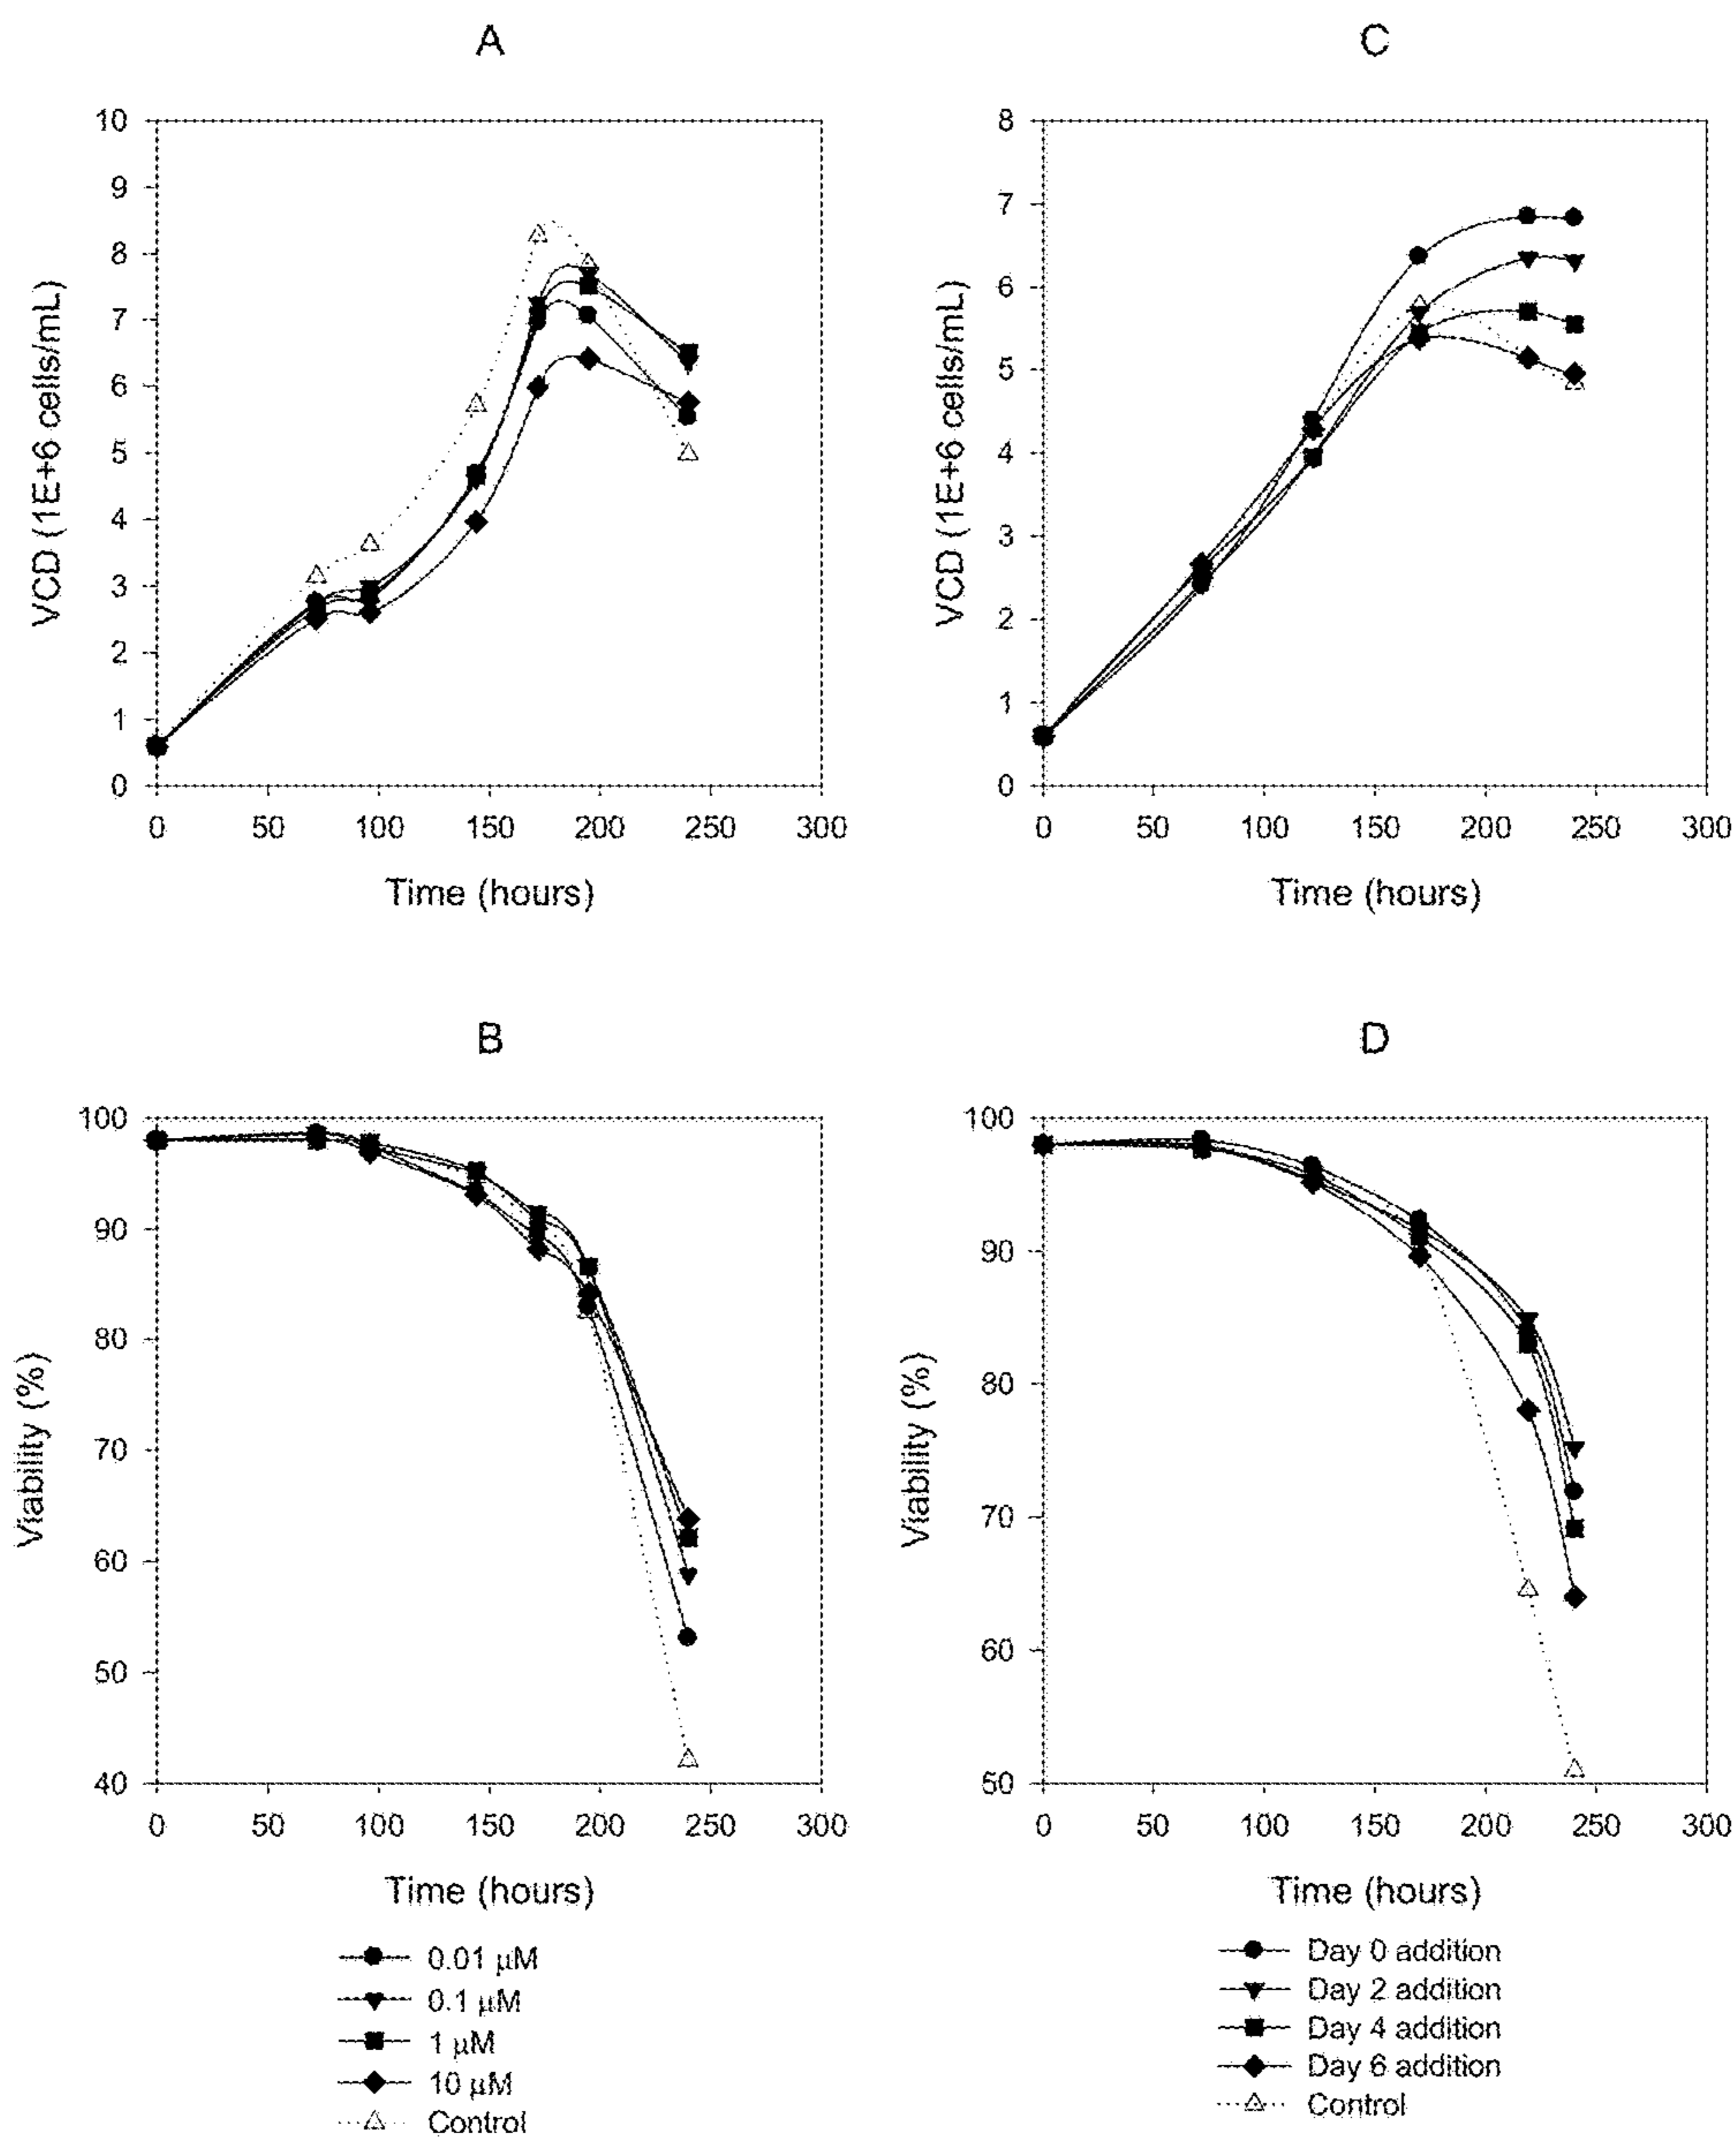 A
10
9
8
7
6
5
4
3
2
1
0
VCD (1E+6 cells/mL)
0 50 100 150 200 250 300
Time (hours)
C
8
7
6
5
4
3
2
1
0
VCD (1E+6 cells/mL)
0 50 100 150 200 250 300
Time (hours)
B
100
90
80
70
60
50
40
Viability (%)
0 50 100 150 200 250 300
Time (hours)
0.01 μM
0.1 μM
1 μM
10 μM
Control
D
100
90
80
70
60
50
Viability (%)
0 50 100 150 200 250 300
Time (hours)
Day 0 addition
Day 2 addition
Day 4 addition
Day 6 addition
Control